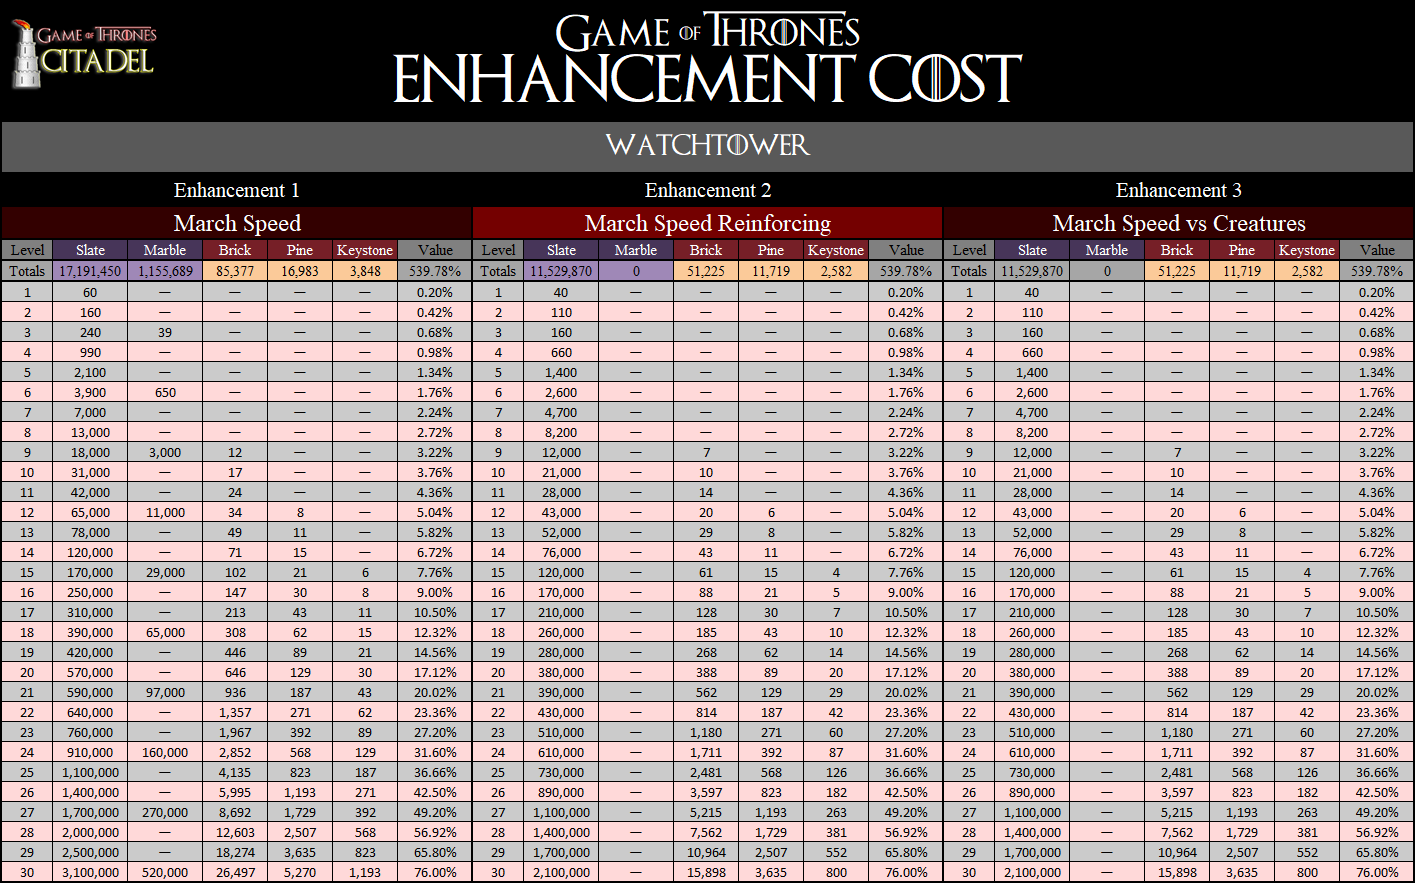 GAME OF THRONES
CITADEL
GAME OF THRONES
ENHANCEMENT COST
WATCHTOWER
Enhancement 1 Enhancement 2 Enhancement 3
March Speed March Speed Reinforcing March Speed vs Creatures
Level Slate Marble Brick Pine Keystone Value Level Slate Marble Brick Pine Keystone Value Level Slate Marble Brick Pine Keystone Value
Totals 17,191,450 1,155,689 85,377 16,983 3,848 539.78% Totals 11,529,870 0 51,225 11,719 2,582 539.78% Totals 11,529,870 0 51,225 11,719 2,582 539.78%
1 60 — — — — 0.20% 1 40 — — — — 0.20% 1 40 — — — — 0.20%
2 160 — — — — 0.42% 2 110 — — — — 0.42% 2 110 — — — — 0.42%
3 240 39 — — — 0.68% 3 160 — — — — 0.68% 3 160 — — — — 0.68%
4 990 — — — — 0.98% 4 660 — — — — 0.98% 4 660 — — — — 0.98%
5 2,100 — — — — 1.34% 5 1,400 — — — — 1.34% 5 1,400 — — — — 1.34%
6 3,900 650 — — — 1.76% 6 2,600 — — — — 1.76% 6 2,600 — — — — 1.76%
7 7,000 — — — — 2.24% 7 4,700 — — — — 2.24% 7 4,700 — — — — 2.24%
8 13,000 — — — — 2.72% 8 8,200 — — — — 2.72% 8 8,200 — — — — 2.72%
9 18,000 3,000 12 — — 3.22% 9 12,000 — 7 — — 3.22% 9 12,000 — 7 — — 3.22%
10 31,000 — 17 — — 3.76% 10 21,000 — 10 — — 3.76% 10 21,000 — 10 — — 3.76%
11 42,000 — 24 — — 4.36% 11 28,000 — 14 — — 4.36% 11 28,000 — 14 — — 4.36%
12 65,000 11,000 34 8 — 5.04% 12 43,000 — 20 6 — 5.04% 12 43,000 — 20 6 — 5.04%
13 78,000 — 49 11 — 5.82% 13 52,000 — 29 8 — 5.82% 13 52,000 — 29 8 — 5.82%
14 120,000 — 71 15 — 6.72% 14 76,000 — 43 11 — 6.72% 14 76,000 — 43 11 — 6.72%
15 170,000 29,000 102 21 6 7.76% 15 120,000 — 61 15 4 7.76% 15 120,000 — 61 15 4 7.76%
16 250,000 — 147 30 8 9.00% 16 170,000 — 88 21 5 9.00% 16 170,000 — 88 21 5 9.00%
17 310,000 — 213 43 11 10.50% 17 210,000 — 128 30 7 10.50% 17 210,000 — 128 30 7 10.50%
18 390,000 65,000 308 62 15 12.32% 18 260,000 — 185 43 10 12.32% 18 260,000 — 185 43 10 12.32%
19 420,000 — 446 89 21 14.56% 19 280,000 — 268 62 14 14.56% 19 280,000 — 268 62 14 14.56%
20 570,000 — 646 129 30 17.12% 20 380,000 — 388 89 20 17.12% 20 380,000 — 388 89 20 17.12%
21 590,000 97,000 936 187 43 20.02% 21 390,000 — 562 129 29 20.02% 21 390,000 — 562 129 29 20.02%
22 640,000 — 1,357 271 62 23.36% 22 430,000 — 814 187 42 23.36% 22 430,000 — 814 187 42 23.36%
23 760,000 — 1,967 392 89 27.20% 23 510,000 — 1,180 271 60 27.20% 23 510,000 — 1,180 271 60 27.20%
24 910,000 160,000 2,852 568 129 31.60% 24 610,000 — 1,711 392 87 31.60% 24 610,000 — 1,711 392 87 31.60%
25 1,100,000 — 4,135 823 187 36.66% 25 730,000 — 2,481 568 126 36.66% 25 730,000 — 2,481 568 126 36.66%
26 1,400,000 — 5,995 1,193 271 42.50% 26 890,000 — 3,597 823 182 42.50% 26 890,000 — 3,597 823 182 42.50%
27 1,700,000 270,000 8,692 1,729 392 49.20% 27 1,100,000 — 5,215 1,193 263 49.20% 27 1,100,000 — 5,215 1,193 263 49.20%
28 2,000,000 — 12,603 2,507 568 56.92% 28 1,400,000 — 7,562 1,729 381 56.92% 28 1,400,000 — 7,562 1,729 381 56.92%
29 2,500,000 — 18,274 3,635 823 65.80% 29 1,700,000 — 10,964 2,507 552 65.80% 29 1,700,000 — 10,964 2,507 552 65.80%
30 3,100,000 520,000 26,497 5,270 1,193 76.00% 30 2,100,000 — 15,898 3,635 800 76.00% 30 2,100,000 — 15,898 3,635 800 76.00%